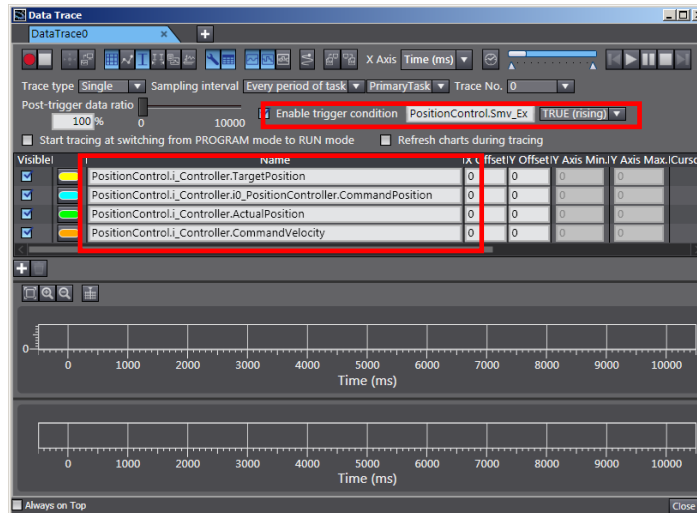 Data Trace
DataTrace0 × +
X Axis Time (ms)
Trace type Single Sampling interval Every period of task PrimaryTask Trace No. 0
Post-trigger data ratio
100 % 0 10000
Enable trigger condition PositionControl.Smv_Ex TRUE (rising)
Start tracing at switching from PROGRAM mode to RUN mode Refresh charts during tracing
Visible Name X Offset Y Offset Y Axis Min. Y Axis Max. Curso
PositionControl.i_Controller.TargetPosition 0 0 0 0
PositionControl.i_Controller.i0_PositionController.CommandPosition 0 0 0 0
PositionControl.i_Controller.ActualPosition 0 0 0 0
PositionControl.i_Controller.CommandVelocity 0 0 0 0
0
0 1000 2000 3000 4000 5000 6000 7000 8000 9000 10000
Time (ms)
0 1000 2000 3000 4000 5000 6000 7000 8000 9000 10000
Time (ms)
Always on Top Close